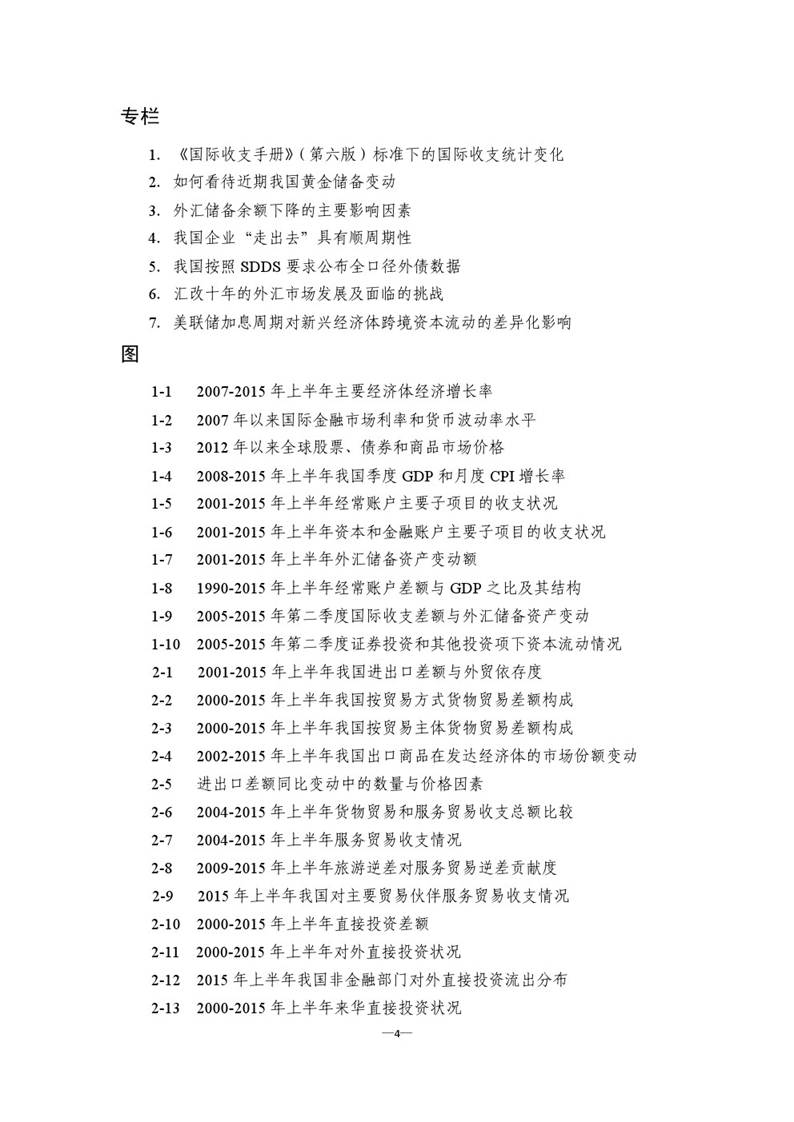 专栏
1. 《国际收支手册》（第六版）标准下的国际收支统计变化
2. 如何看待近期我国黄金储备变动
3. 外汇储备余额下降的主要影响因素
4. 我国企业“走出去”具有顺周期性
5. 我国按照 SDDS 要求公布全口径外债数据
6. 汇改十年的外汇市场发展及面临的挑战
7. 美联储加息周期对新兴经济体跨境资本流动的差异化影响
图
1-1 2007-2015 年上半年主要经济体经济增长率
1-2 2007 年以来国际金融市场利率和货币波动率水平
1-3 2012 年以来全球股票、债券和商品市场价格
1-4 2008-2015 年上半年我国季度 GDP 和月度 CPI 增长率
1-5 2001-2015 年上半年经常账户主要子项目的收支状况
1-6 2001-2015 年上半年资本和金融账户主要子项目的收支状况
1-7 2001-2015 年上半年外汇储备资产变动额
1-8 1990-2015 年上半年经常账户差额与 GDP 之比及其结构
1-9 2005-2015 年第二季度国际收支差额与外汇储备资产变动
1-10 2005-2015 年第二季度证券投资和其他投资项下资本流动情况
2-1 2001-2015 年上半年我国进出口差额与外贸依存度
2-2 2000-2015 年上半年我国按贸易方式货物贸易差额构成
2-3 2000-2015 年上半年我国按贸易主体货物贸易差额构成
2-4 2002-2015 年上半年我国出口商品在发达经济体的市场份额变动
2-5 进出口差额同比变动中的数量与价格因素
2-6 2004-2015 年上半年货物贸易和服务贸易收支总额比较
2-7 2004-2015 年上半年服务贸易收支情况
2-8 2009-2015 年上半年旅游逆差对服务贸易逆差贡献度
2-9 2015 年上半年我国对主要贸易伙伴服务贸易收支情况
2-10 2000-2015 年上半年直接投资差额
2-11 2000-2015 年上半年对外直接投资状况
2-12 2015 年上半年我国非金融部门对外直接投资流出分布
2-13 2000-2015 年上半年来华直接投资状况
—4—